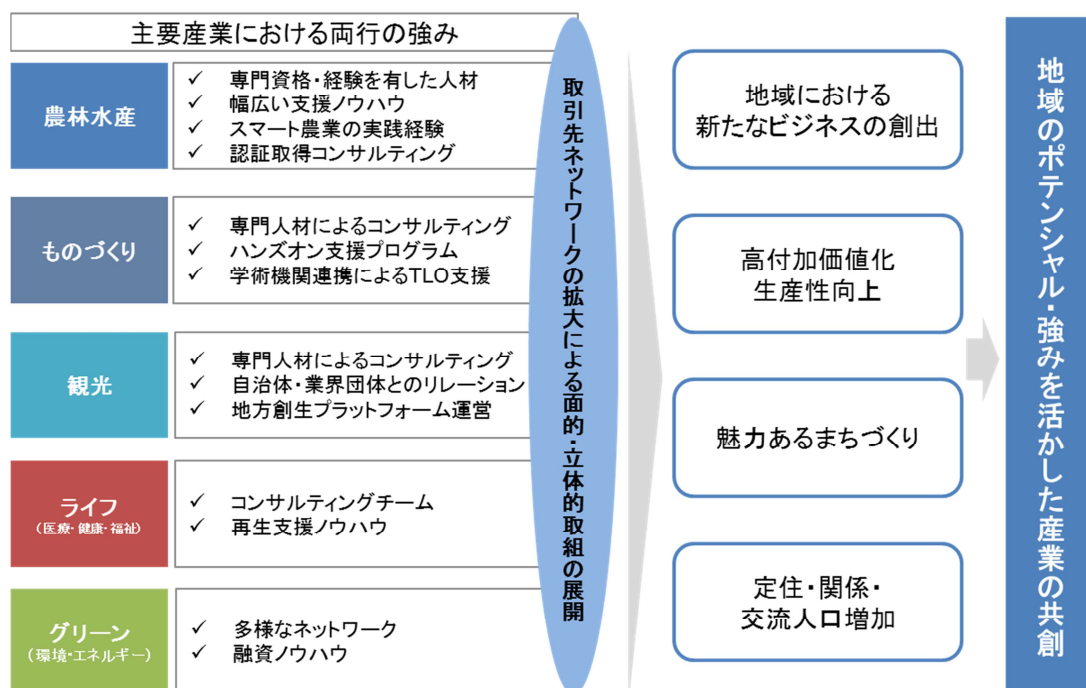 主要産業における両行の強み
農林水産
✓ 専門資格・経験を有した人材
✓ 幅広い支援ノウハウ
✓ スマート農業の実践経験
✓ 認証取得コンサルティング
ものづくり
✓ 専門人材によるコンサルティング
✓ ハンズオン支援プログラム
✓ 学術機関連携によるTLO支援
観光
✓ 専門人材によるコンサルティング
✓ 自治体・業界団体とのリレーション
✓ 地方創生プラットフォーム運営
ライフ
（医療・健康・福祉）
✓ コンサルティングチーム
✓ 再生支援ノウハウ
グリーン
（環境・エネルギー）
✓ 多様なネットワーク
✓ 融資ノウハウ
取引先ネットワークの拡大による面的・立体的取組の展開
地域における
新たなビジネスの創出
高付加価値化
生産性向上
魅力あるまちづくり
定住・関係・
交流人口増加
地域のポテンシャル・強みを活かした産業の共創